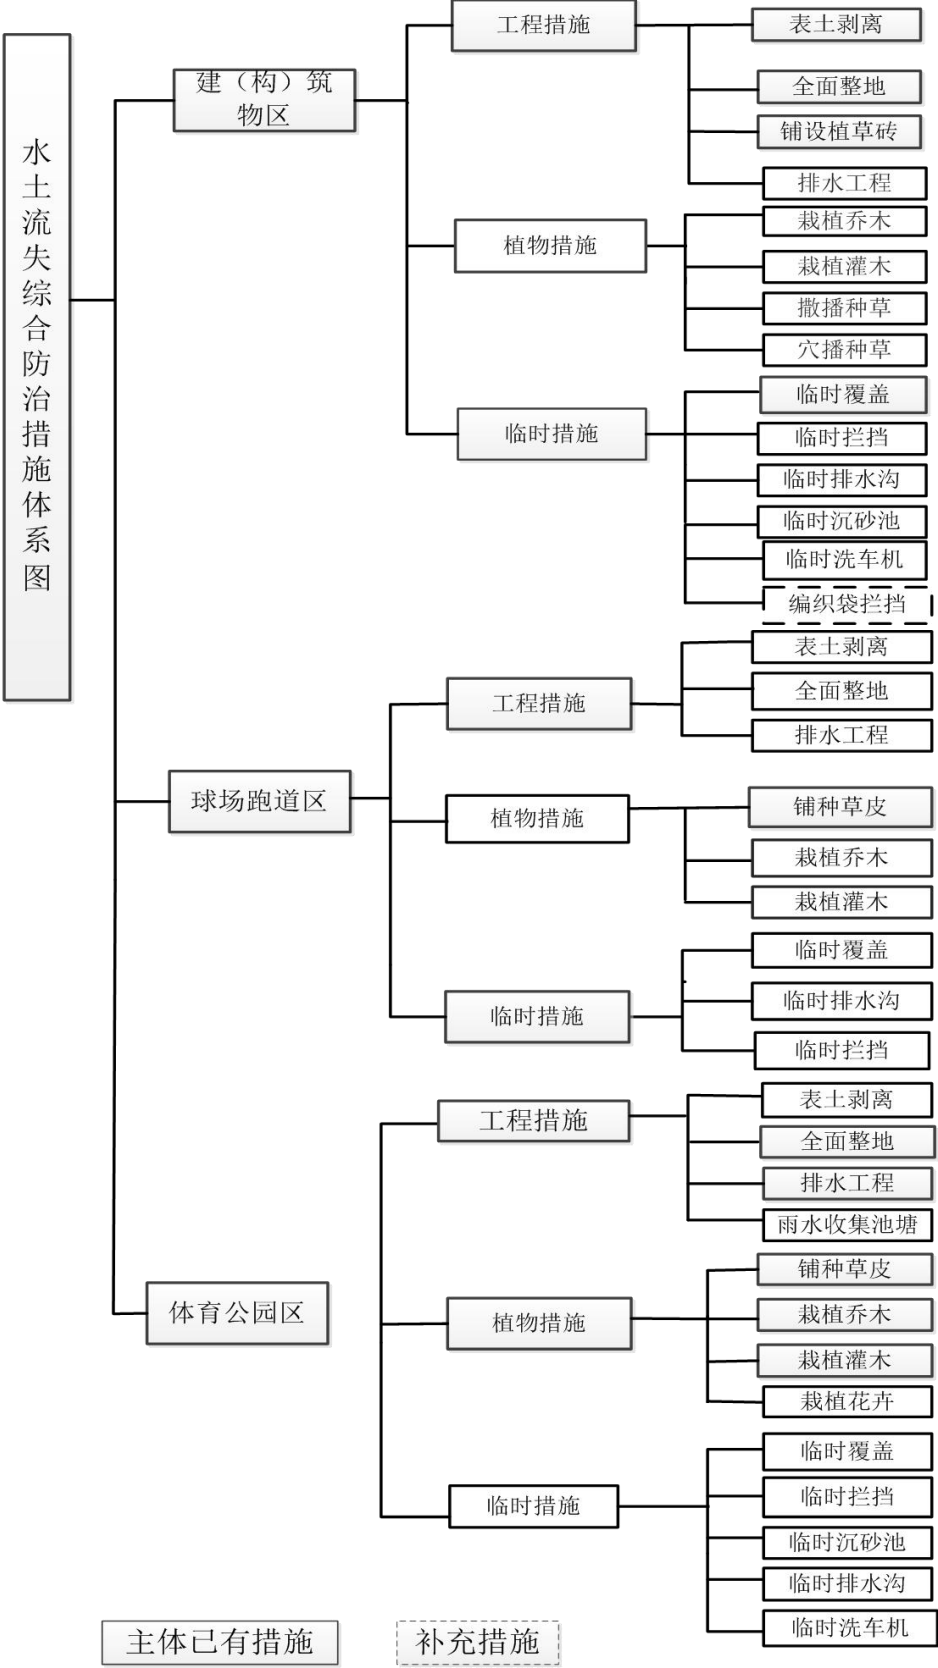 水土流失综合防治措施体系图
建（构）筑
物区
工程措施
表土剥离
全面整地
铺设植草砖
排水工程
植物措施
栽植乔木
栽植灌木
撒播种草
穴播种草
临时措施
临时覆盖
临时拦挡
临时排水沟
临时沉砂池
临时洗车机
编织袋拦挡
球场跑道区
工程措施
表土剥离
全面整地
排水工程
植物措施
铺种草皮
栽植乔木
栽植灌木
临时措施
临时覆盖
临时排水沟
临时拦挡
体育公园区
工程措施
表土剥离
全面整地
排水工程
雨水收集池塘
植物措施
铺种草皮
栽植乔木
栽植灌木
栽植花卉
临时措施
临时覆盖
临时拦挡
临时沉砂池
临时排水沟
临时洗车机
主体已有措施
补充措施